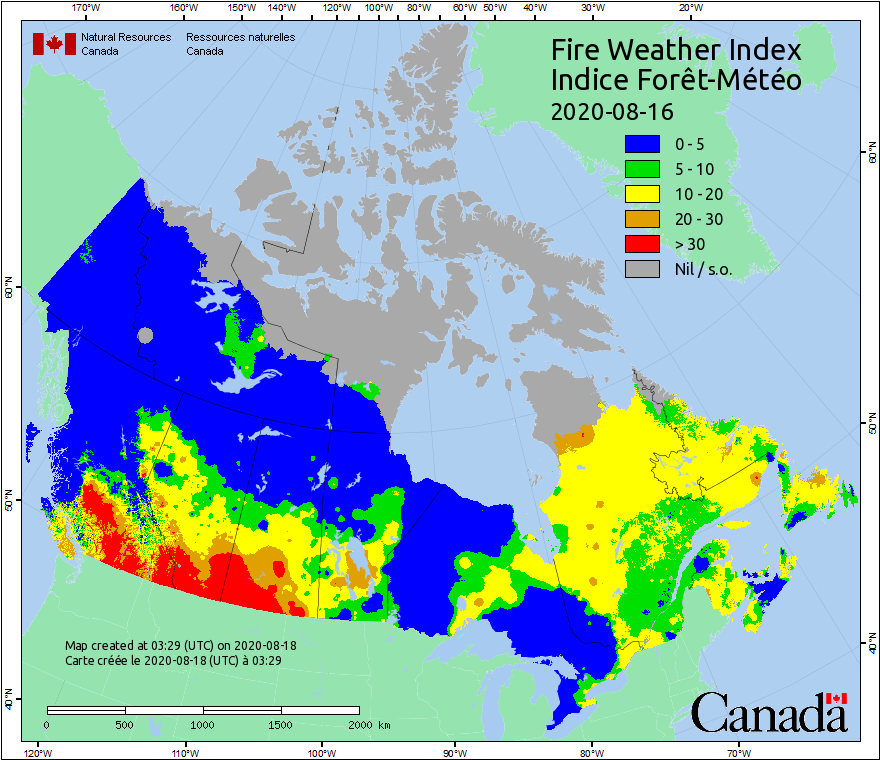 170°W 160°W 150°W 140°W 120°W 100°W 80°W 60°W 50°W 40°W 30°W 20°W
Natural Resources Canada
Ressources naturelles Canada
Fire Weather Index
Indice Forêt-Météo
2020-08-16
0 - 5
5 - 10
10 - 20
20 - 30
> 30
Nil / s.o.
60°N
50°N
40°N
60°N
50°N
40°N
Map created at 03:29 (UTC) on 2020-08-18
Carte créée le 2020-08-18 (UTC) à 03:29
0 500 1000 1500 2000 km
Canada
120°W 110°W 100°W 90°W 80°W 70°W